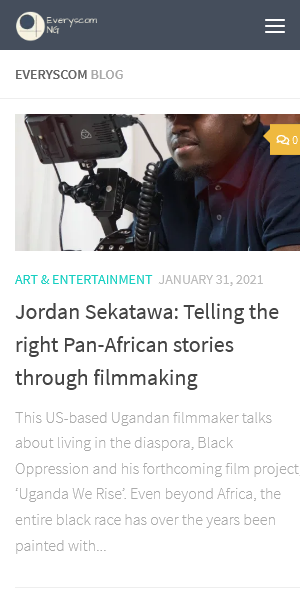 Everyscom
NG
EVERYSCOM BLOG
0
ART & ENTERTAINMENT JANUARY 31, 2021
Jordan Sekatawa: Telling the
right Pan-African stories
through filmmaking
This US-based Ugandan filmmaker talks
about living in the diaspora, Black
Oppression and his forthcoming film project
'Uganda We Rise'. Even beyond Africa, the
entire black race has over the years been
painted with...